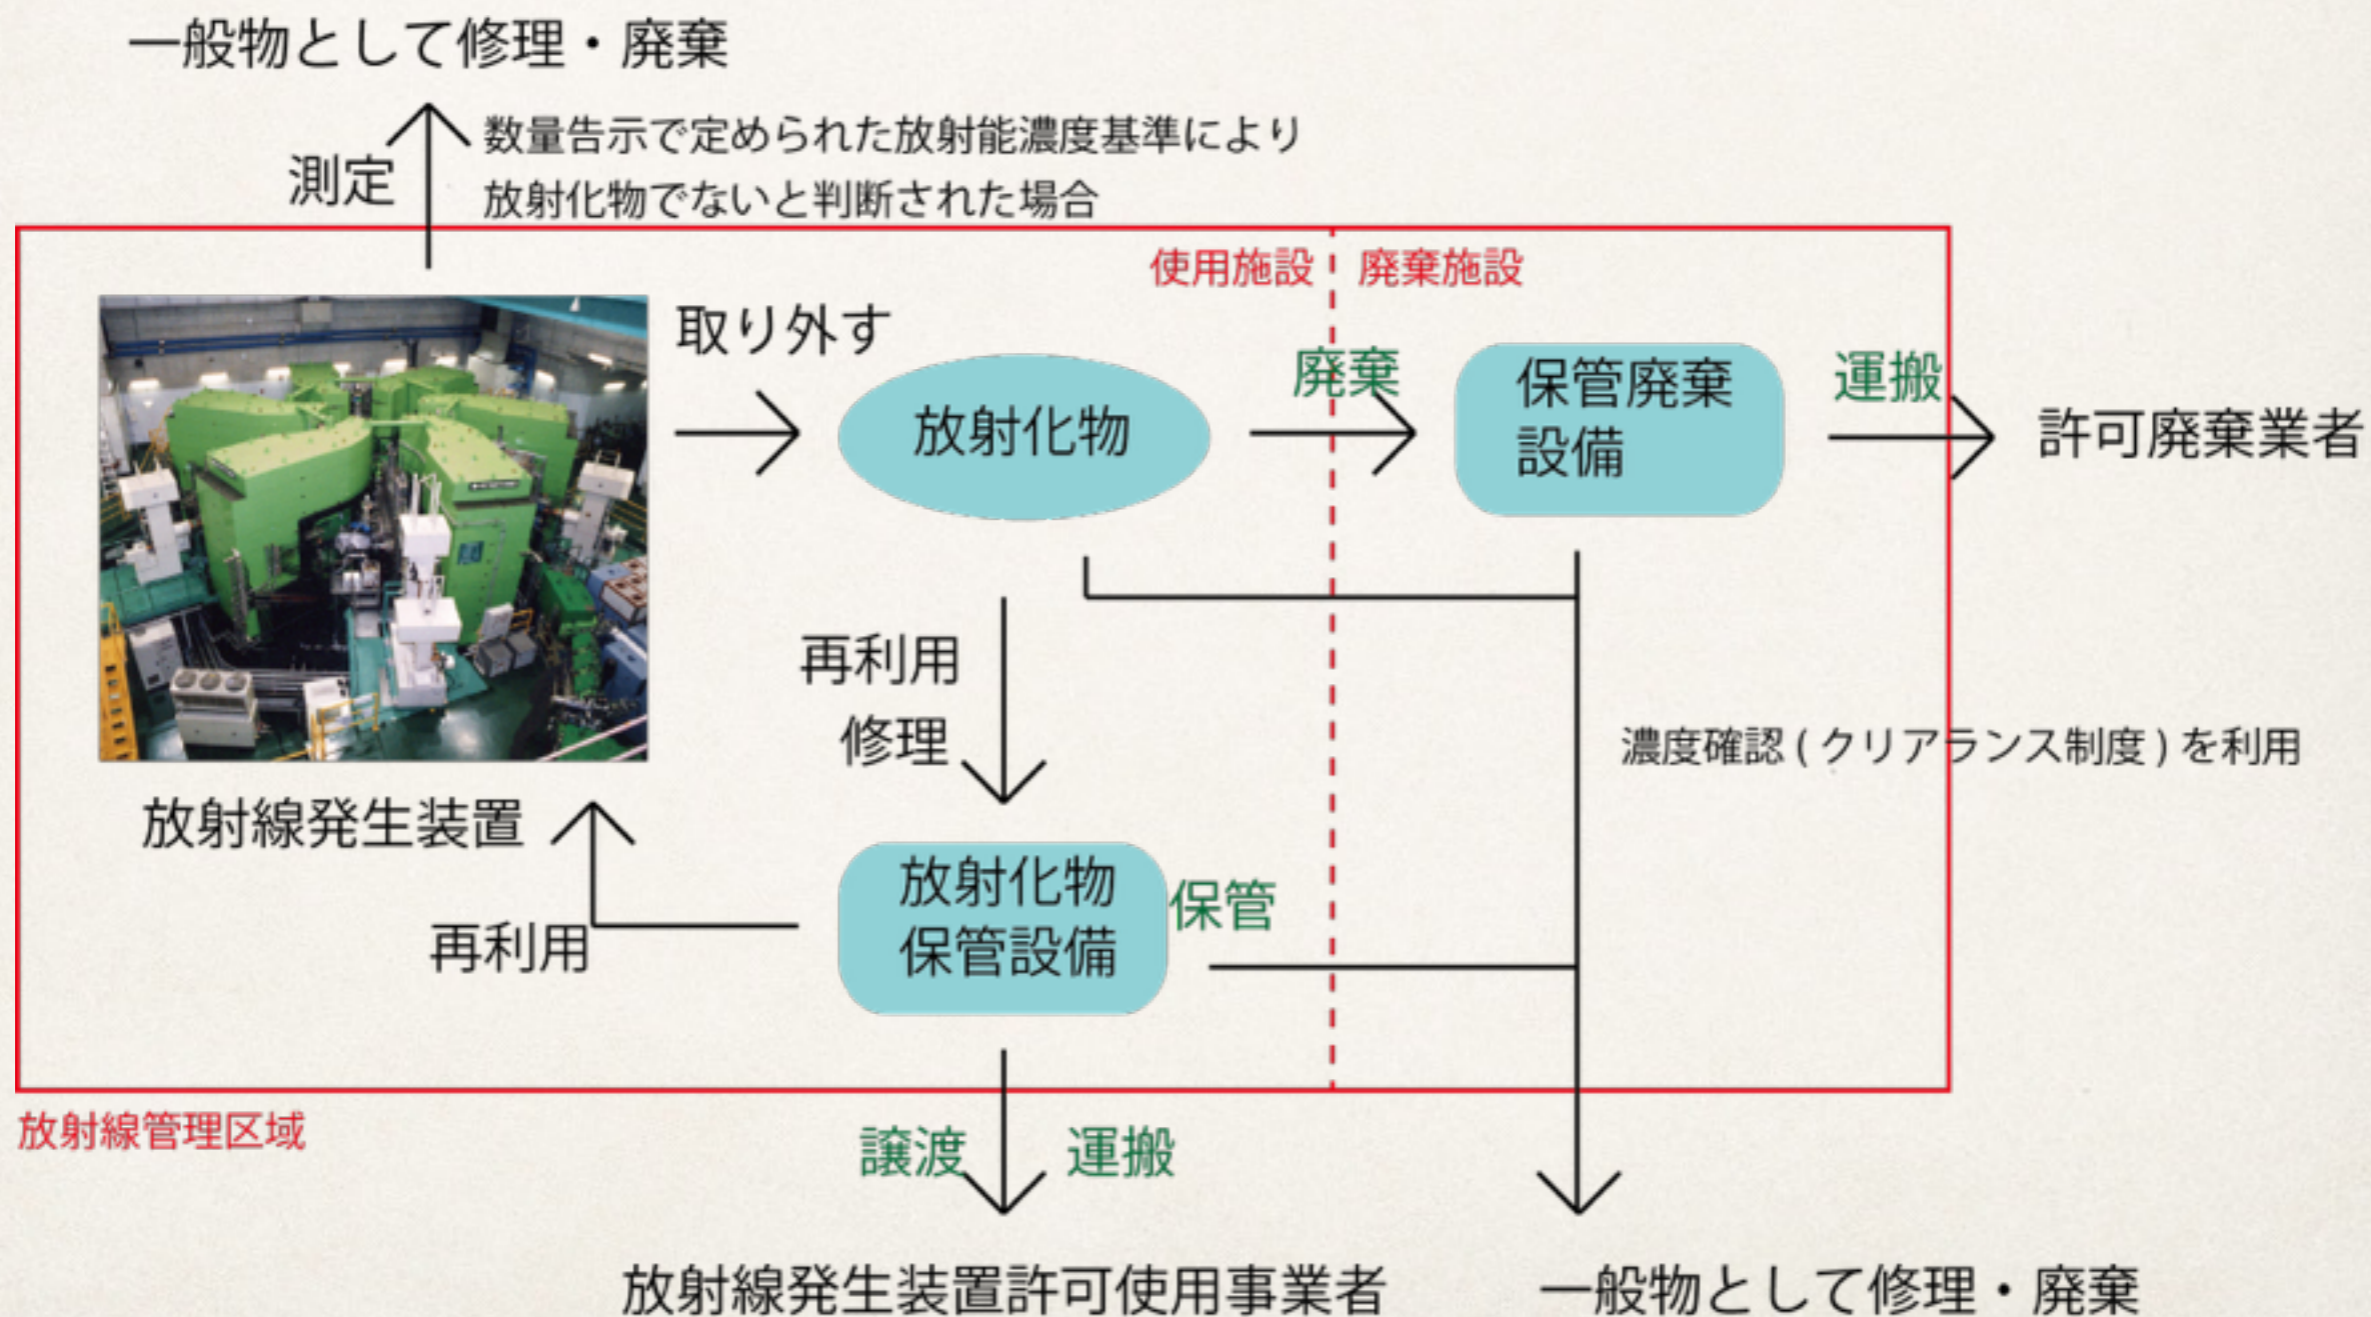 一般物として修理・廃棄
測定
数量告示で定められた放射能濃度基準により
放射化物でないと判断された場合
使用施設
廃棄施設
取り外す
放射化物
廃棄
保管廃棄
設備
運搬
許可廃棄業者
再利用
修理
濃度確認 ( クリアランス制度 ) を利用
放射線発生装置
再利用
放射化物
保管設備
保管
放射線管理区域
譲渡
運搬
放射線発生装置許可使用事業者
一般物として修理・廃棄